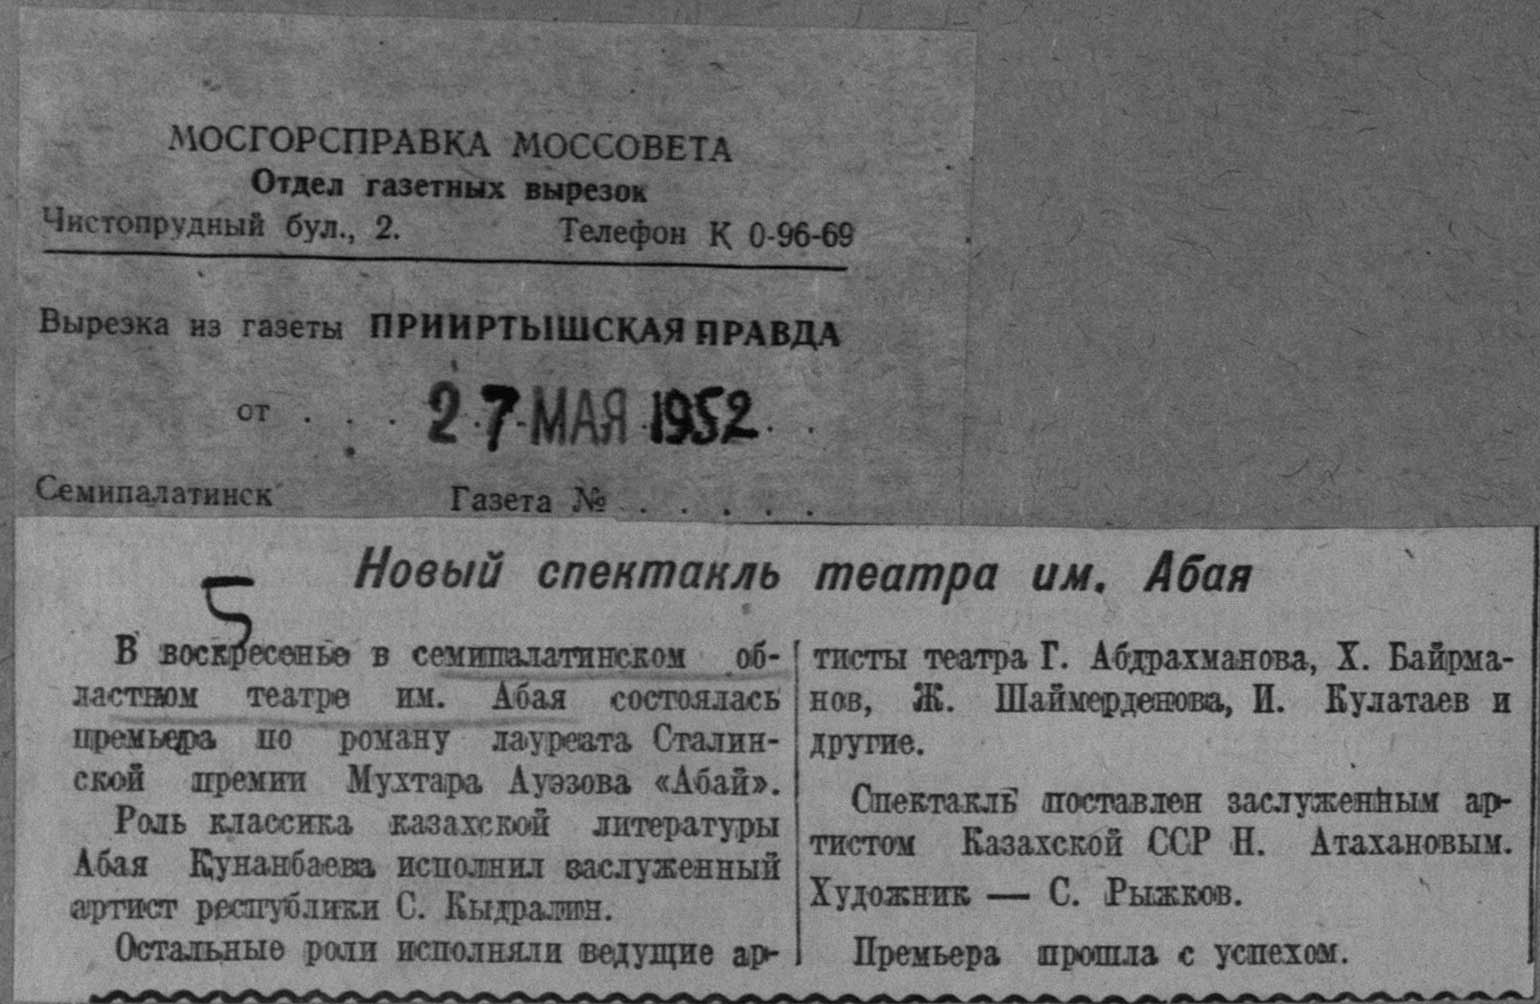 МОСГОРСПРАВКА МОССОВЕТА
Отдел газетных вырезок
Чистопрудный бул., 2. Телефон К 0-96-69
Вырезка из газеты ПРИИРТЫШСКАЯ ПРАВДА
от . . . 27 МАЯ 1952 . .
Семипалатинск Газета № . . . . .
Новый спектакль театра им. Абая
5
В воскресенье в семипалатинском об-
ластном театре им. Абая состоялась
премьера по роману лауреата Сталин-
ской премии Мухтара Ауэзова «Абай».
Роль классика казахской литературы
Абая Кунанбаева исполнил заслуженный
артист республики С. Кыдралин.
Остальные роли исполняли ведущие ар-
тисты театра Г. Абдрахманова, Х. Байрма-
нов, Ж. Шаймерденова, И. Кулатаев и
другие.
Спектакль поставлен заслуженным ар-
тистом Казахской ССР Н. Атахановым.
Художник — С. Рыжков.
Премьера прошла с успехом.